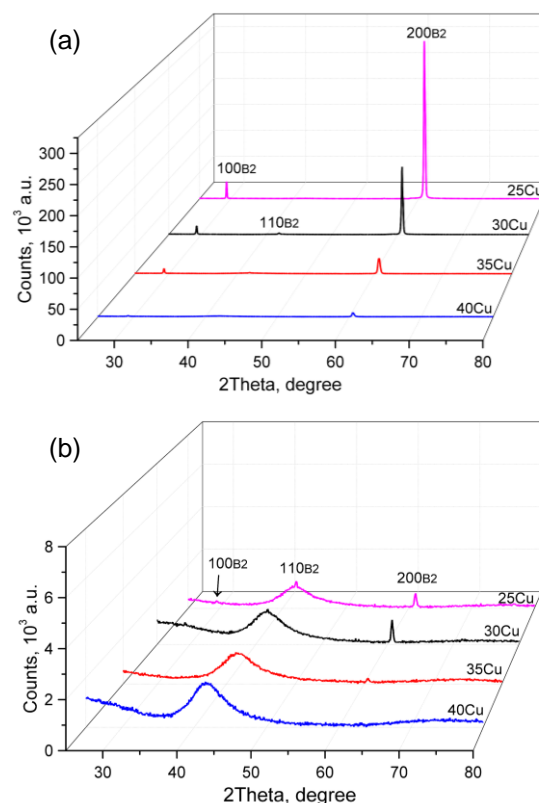 (a)
200B2
300
250
200
150
100
50
0
Counts, 10³ a.u.
100B2
110B2
25Cu
30Cu
35Cu
40Cu
30 40 50 60 70 80
2Theta, degree
(b)
8
6
4
2
0
Counts, 10³ a.u.
100B2
110B2
200B2
25Cu
30Cu
35Cu
40Cu
30 40 50 60 70 80
2Theta, degree